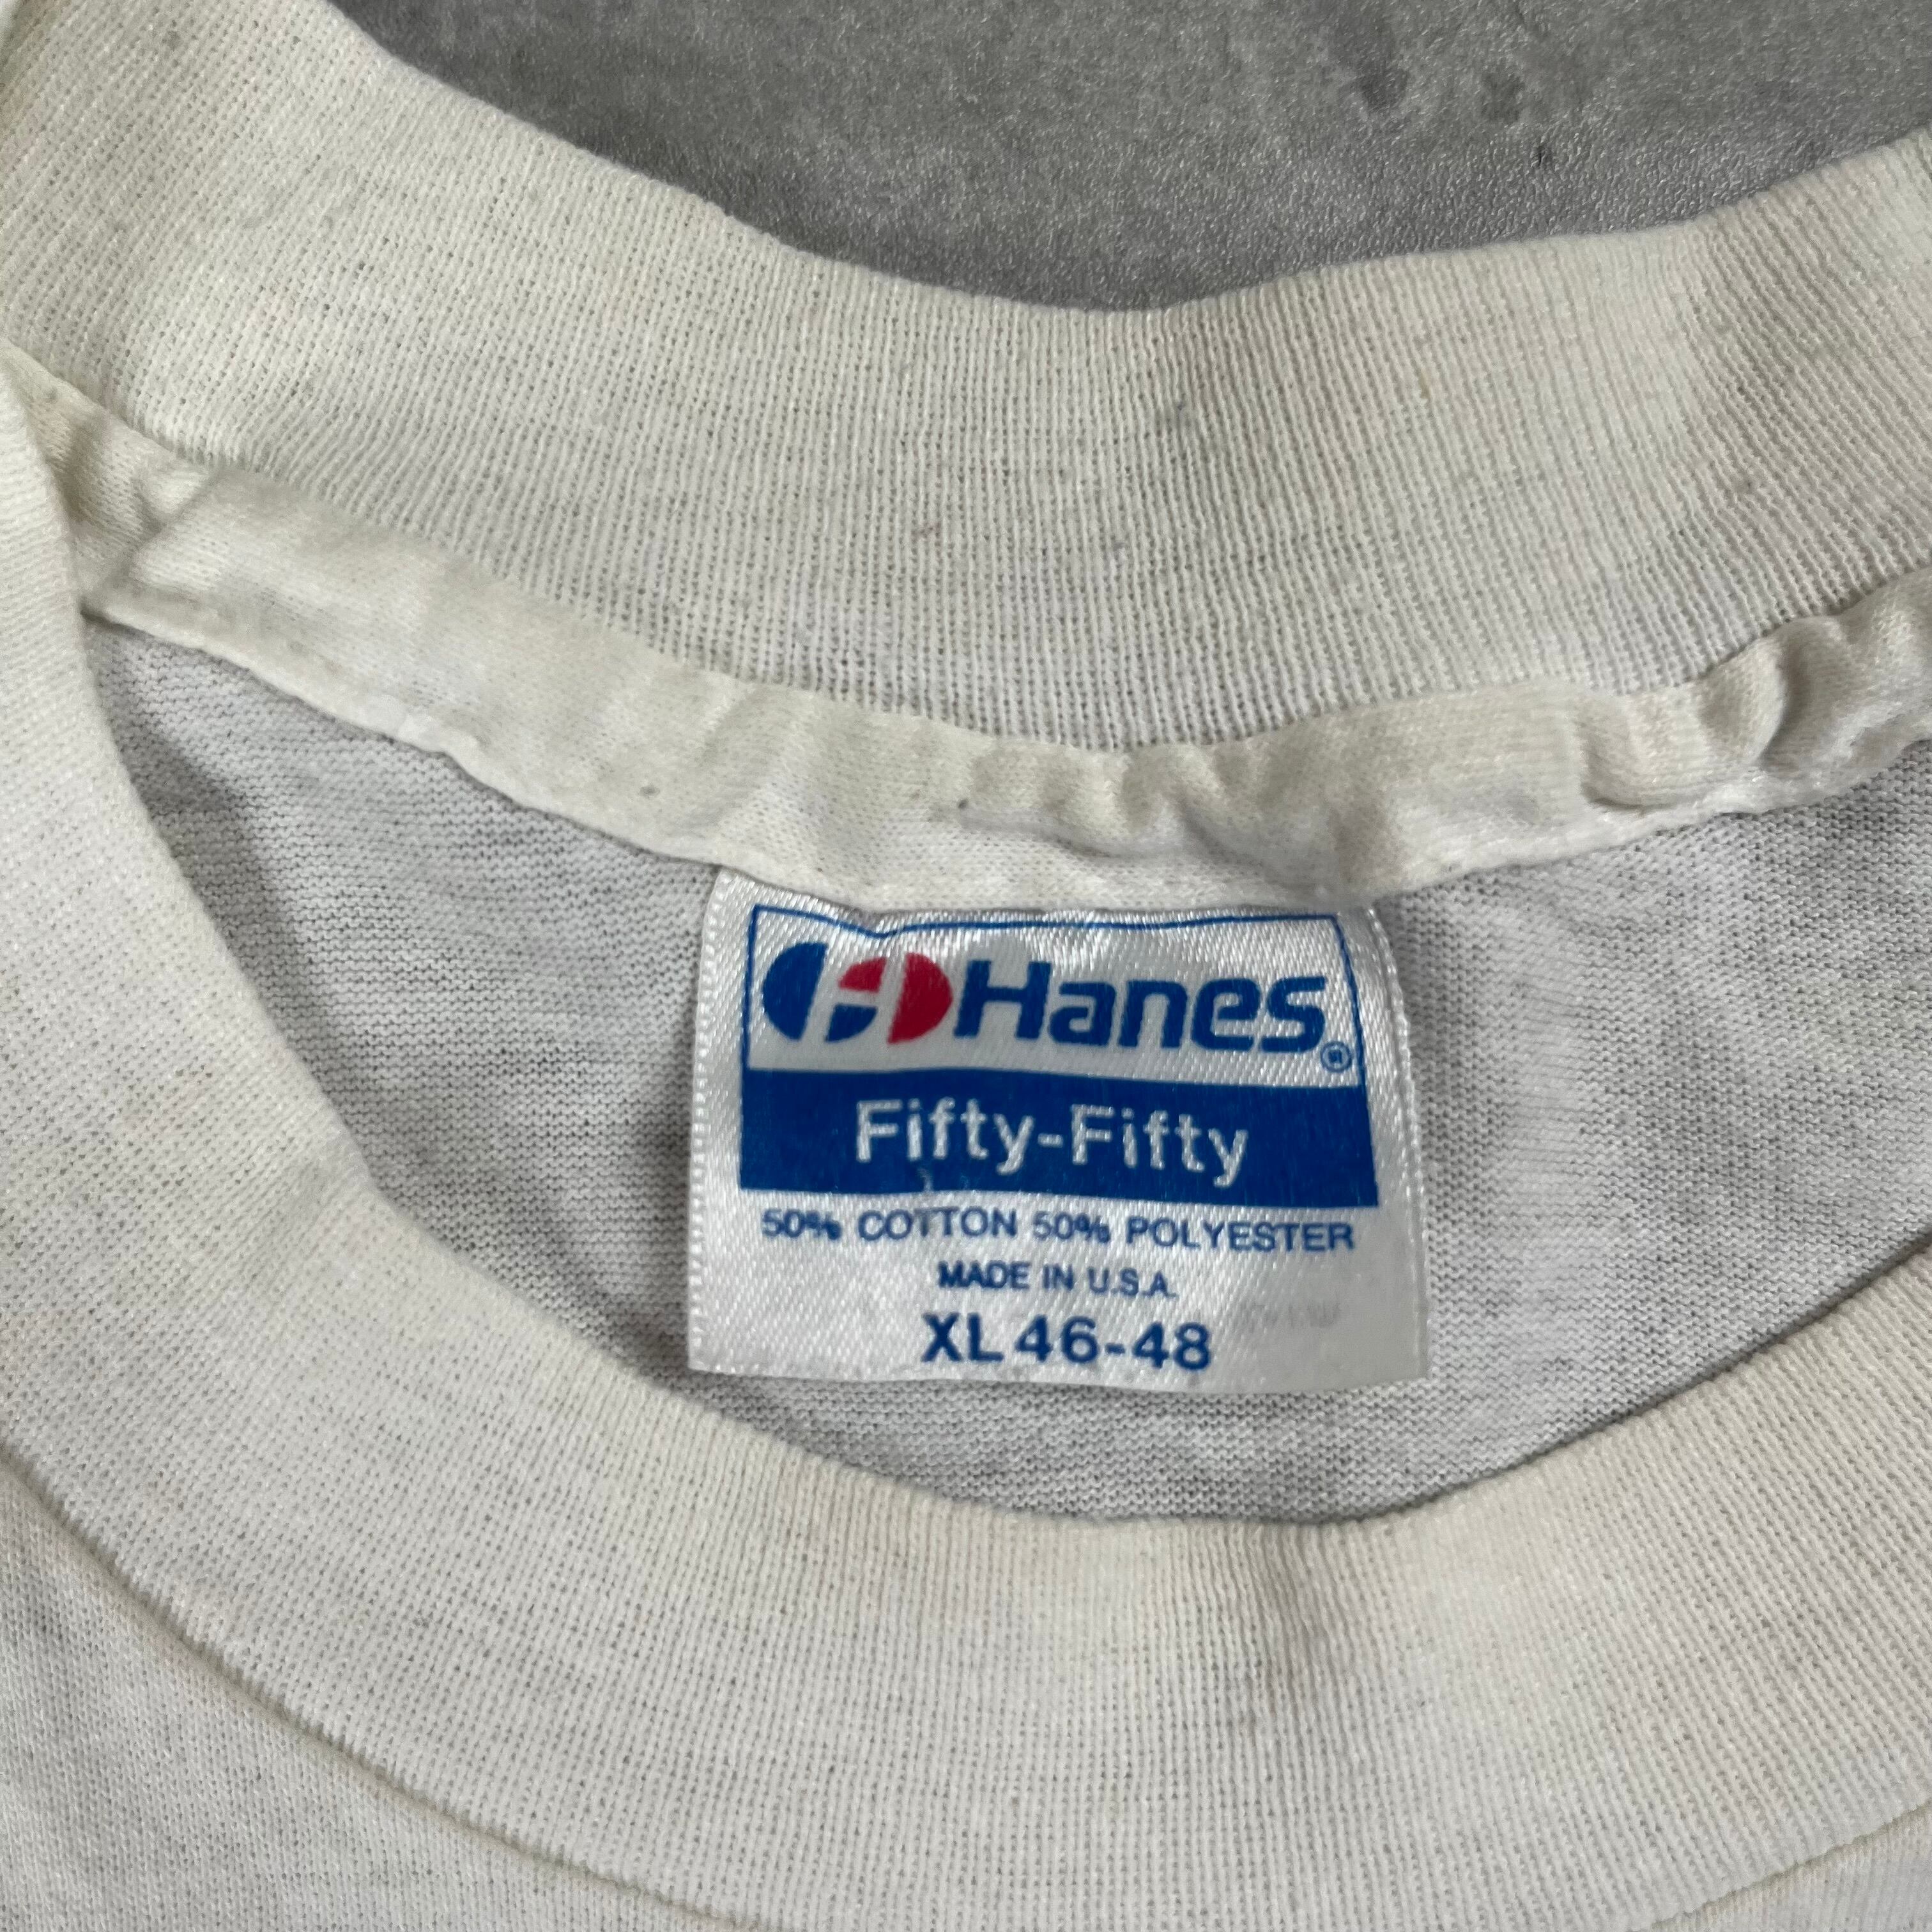 Hanes®
Fifty-Fifty
50% COTTON 50% POLYESTER
MADE IN U.S.A.
XL 46-48